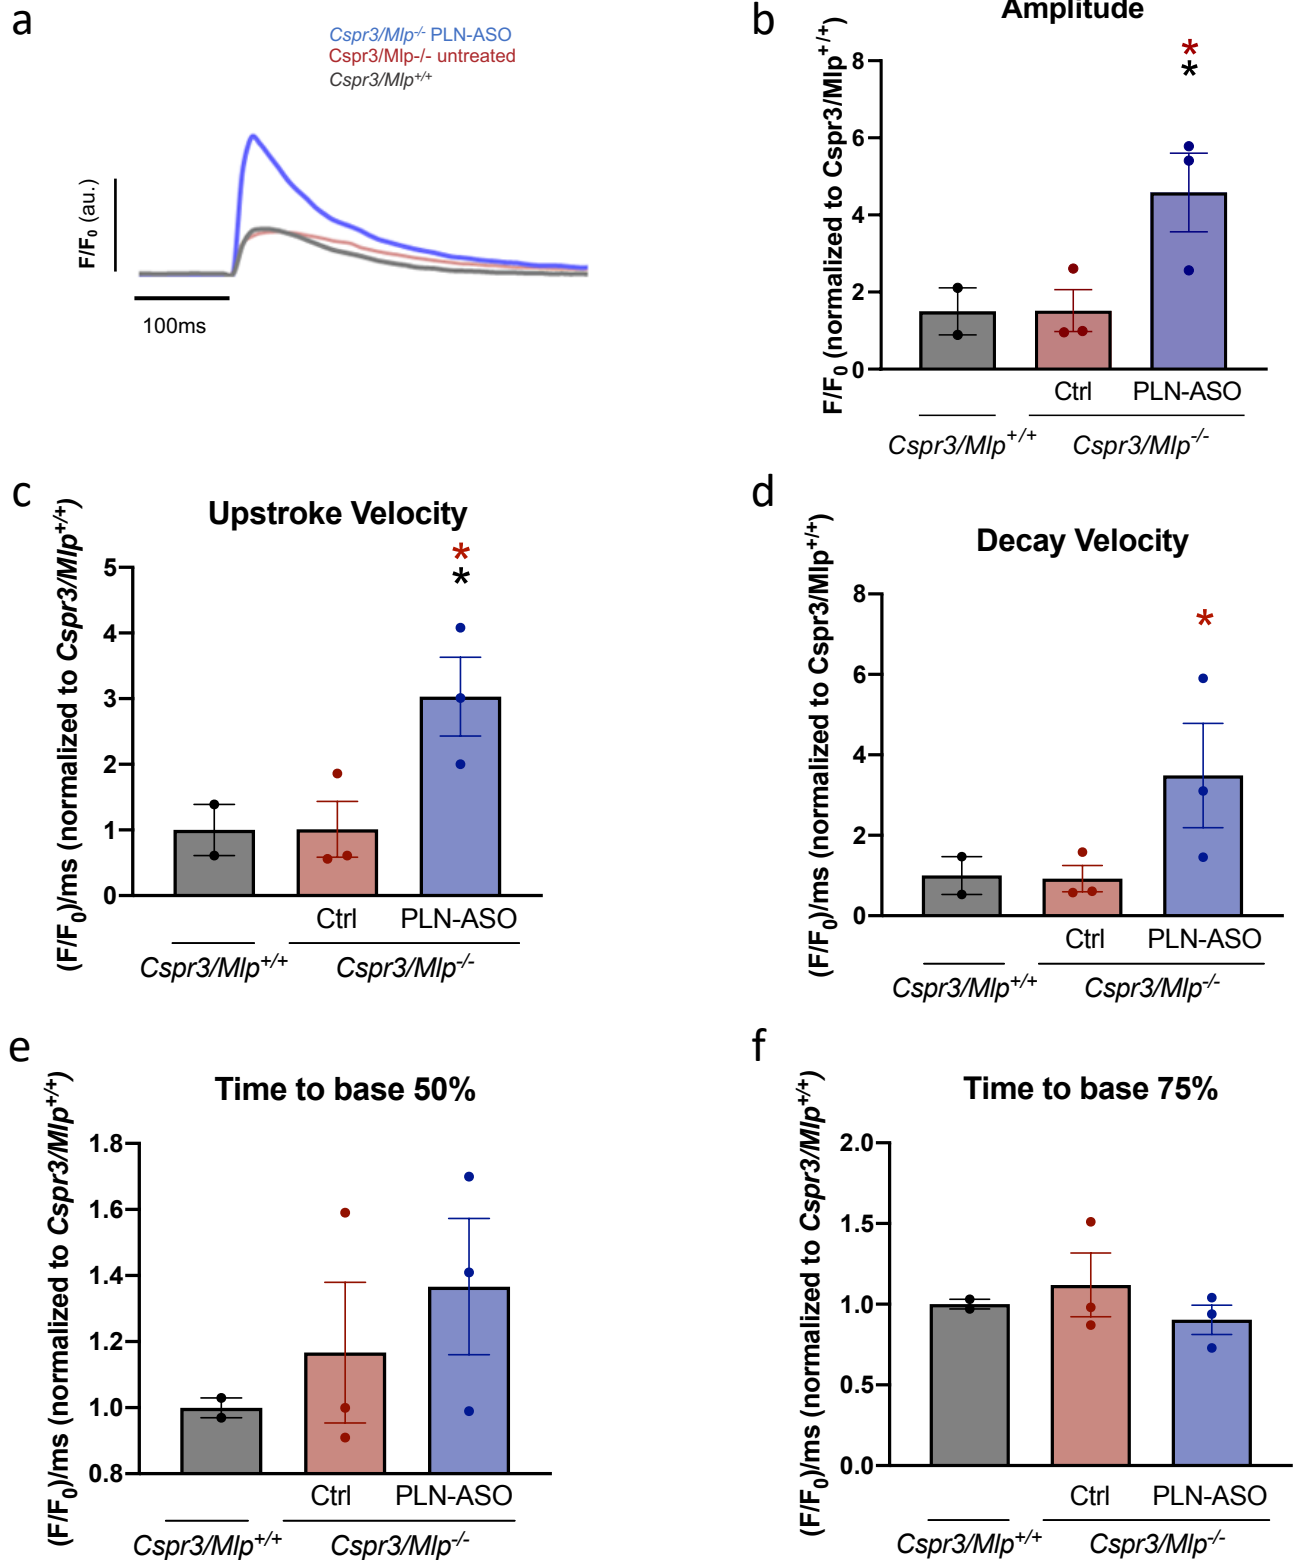 a
Cspr3/Mlp-/- PLN-ASO
Cspr3/Mlp-/- untreated
Cspr3/Mlp+/+
F/F0 (au.)
100ms
b
Amplitude
F/F0 (normalized to Cspr3/Mlp+/+)
8
6
4
2
0
*
*
Ctrl
PLN-ASO
Cspr3/Mlp+/+
Cspr3/Mlp-/-
c
Upstroke Velocity
(F/F0)/ms (normalized to Cspr3/Mlp+/+)
5
4
3
2
1
0
*
*
Ctrl
PLN-ASO
Cspr3/Mlp+/+
Cspr3/Mlp-/-
d
Decay Velocity
(F/F0)/ms (normalized to Cspr3/Mlp+/+)
8
6
4
2
0
*
Ctrl
PLN-ASO
Cspr3/Mlp+/+
Cspr3/Mlp-/-
e
Time to base 50%
(F/F0)/ms (normalized to Cspr3/Mlp+/+)
1.8
1.6
1.4
1.2
1.0
0.8
Ctrl
PLN-ASO
Cspr3/Mlp+/+
Cspr3/Mlp-/-
f
Time to base 75%
(F/F0)/ms (normalized to Cspr3/Mlp+/+)
2.0
1.5
1.0
0.5
0.0
Ctrl
PLN-ASO
Cspr3/Mlp+/+
Cspr3/Mlp-/-